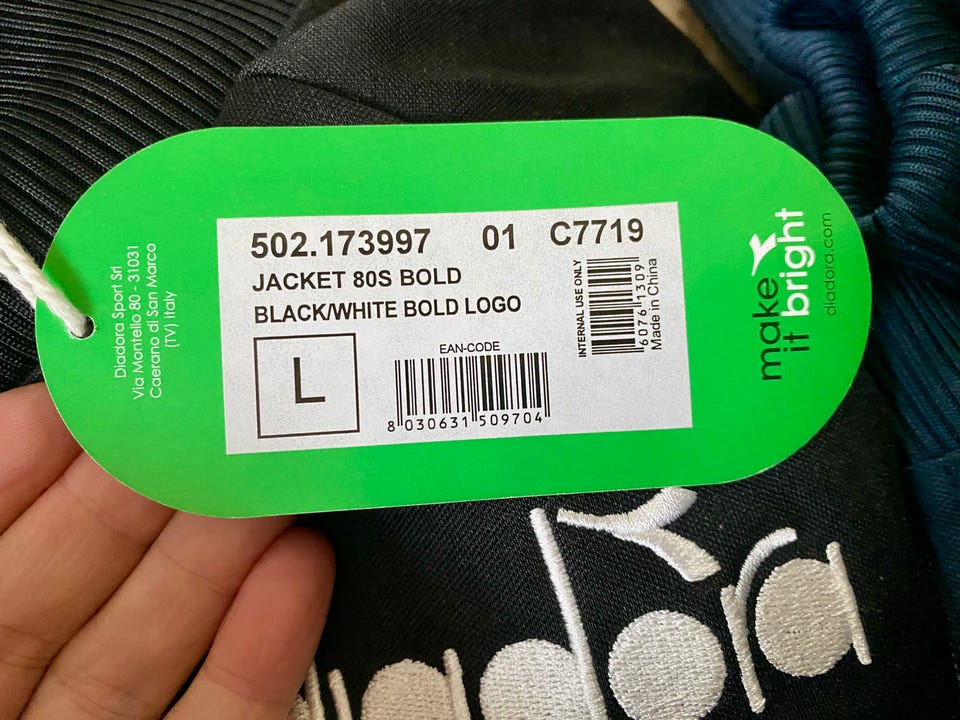 Diadora Sport Srl
Via Montello 80 - 31031
Caerano di San Marco
(TV) Italy
502.173997 01 C7719
JACKET 80S BOLD
BLACK/WHITE BOLD LOGO
L
EAN-CODE
8 030631 509704
INTERNAL USE ONLY
60761309
Made in China
make
it bright
diadora.com
diadora